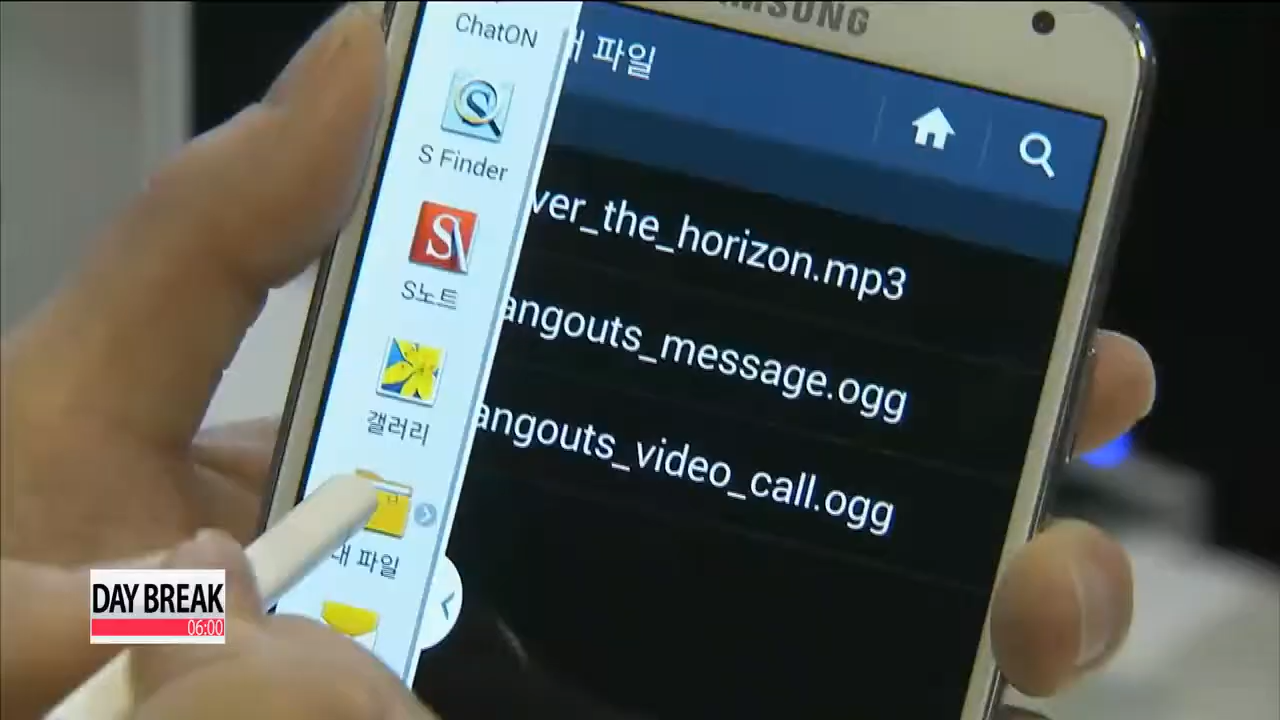 SAMSUNG
ChatON
파일
S Finder
ver_the_horizon.mp3
S노트
angouts_message.ogg
갤러리
angouts_video_call.ogg
파일
DAY BREAK
06:00